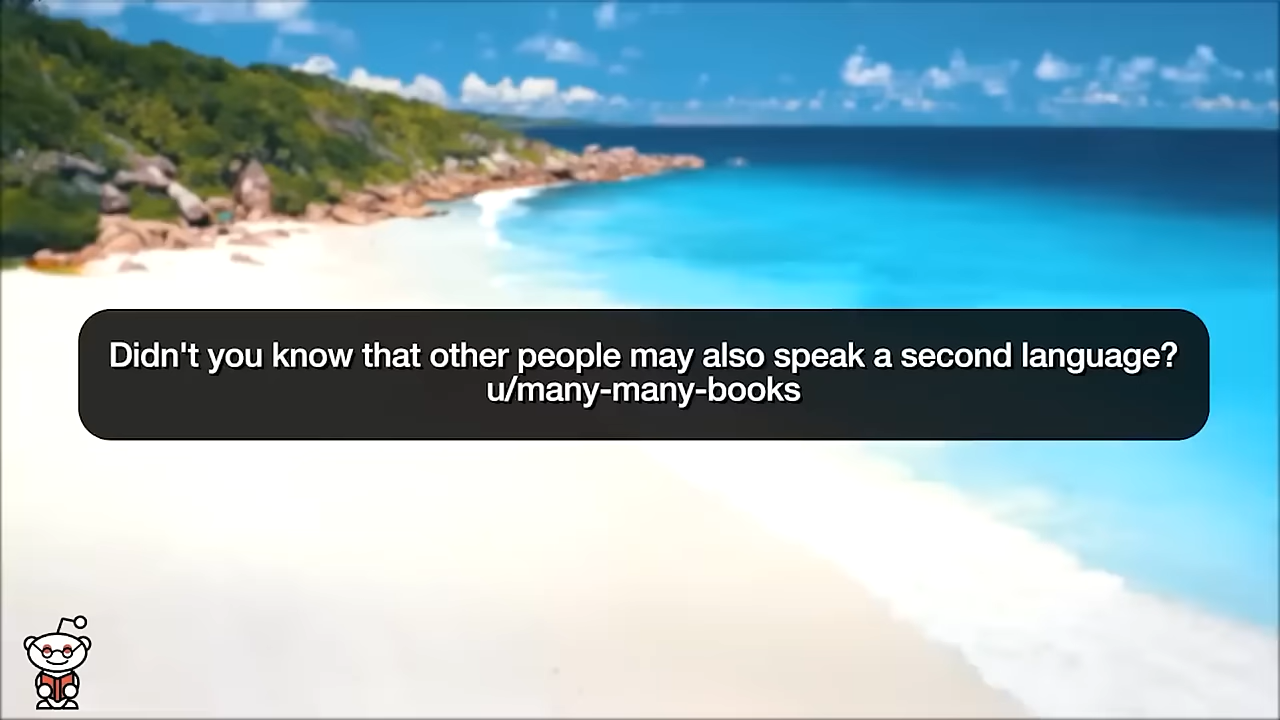 Didn't you know that other people may also speak a second language?
u/many-many-books